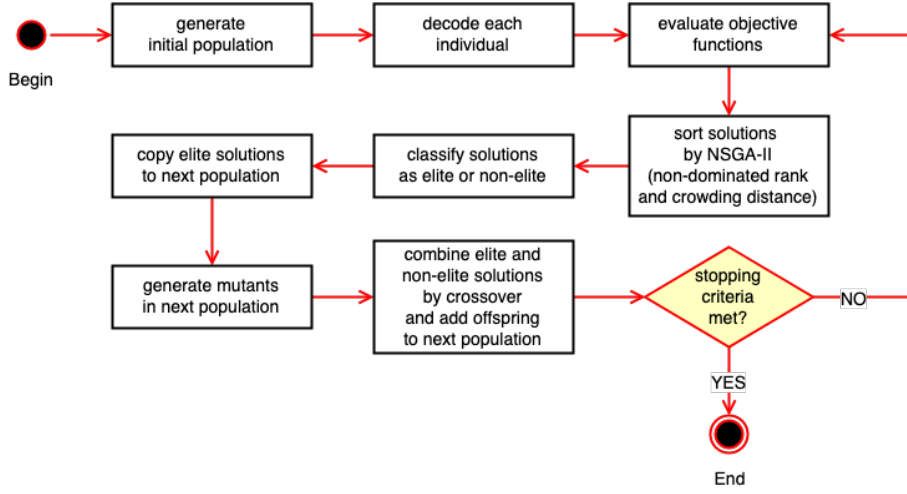 Begin
generate
initial population
decode each
individual
evaluate objective
functions
sort solutions
by NSGA-II
(non-dominated rank
and crowding distance)
classify solutions
as elite or non-elite
copy elite solutions
to next population
generate mutants
in next population
combine elite and
non-elite solutions
by crossover
and add offspring
to next population
stopping
criteria
met?
NO
YES
End